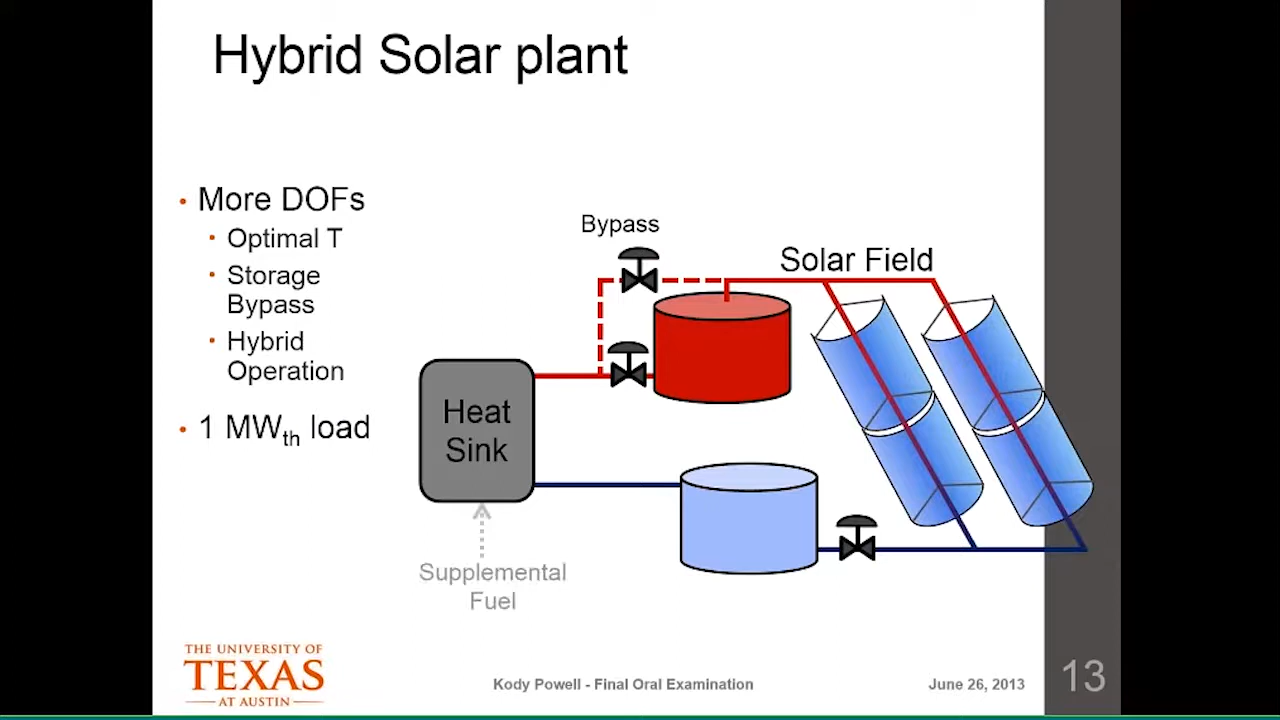 Hybrid Solar plant
• More DOFs
• Optimal T
• Storage
Bypass
• Hybrid
Operation
• 1 MWth load
Bypass
Solar Field
Heat
Sink
Supplemental
Fuel
THE UNIVERSITY OF
TEXAS
AT AUSTIN
Kody Powell - Final Oral Examination
June 26, 2013
13